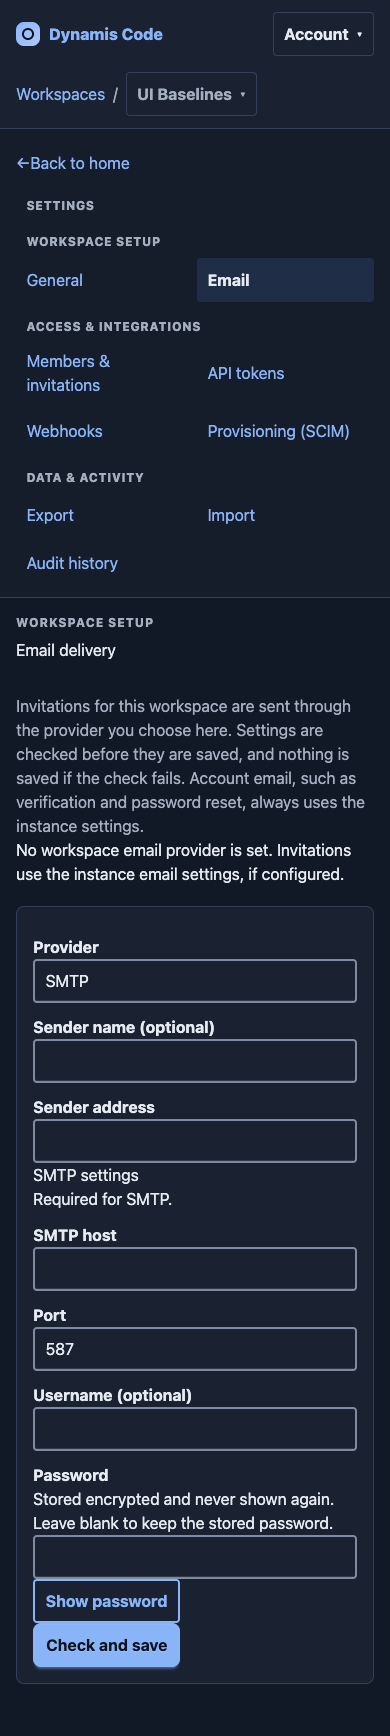 Dynamis Code
Account ▾
Workspaces / UI Baselines ▾
←Back to home
SETTINGS
WORKSPACE SETUP
General
Email
ACCESS & INTEGRATIONS
Members &
invitations
API tokens
Webhooks
Provisioning (SCIM)
DATA & ACTIVITY
Export
Import
Audit history
WORKSPACE SETUP
Email delivery
Invitations for this workspace are sent through
the provider you choose here. Settings are
checked before they are saved, and nothing is
saved if the check fails. Account email, such as
verification and password reset, always uses the
instance settings.
No workspace email provider is set. Invitations
use the instance email settings, if configured.
Provider
SMTP
Sender name (optional)
Sender address
SMTP settings
Required for SMTP.
SMTP host
Port
587
Username (optional)
Password
Stored encrypted and never shown again.
Leave blank to keep the stored password.
Show password
Check and save